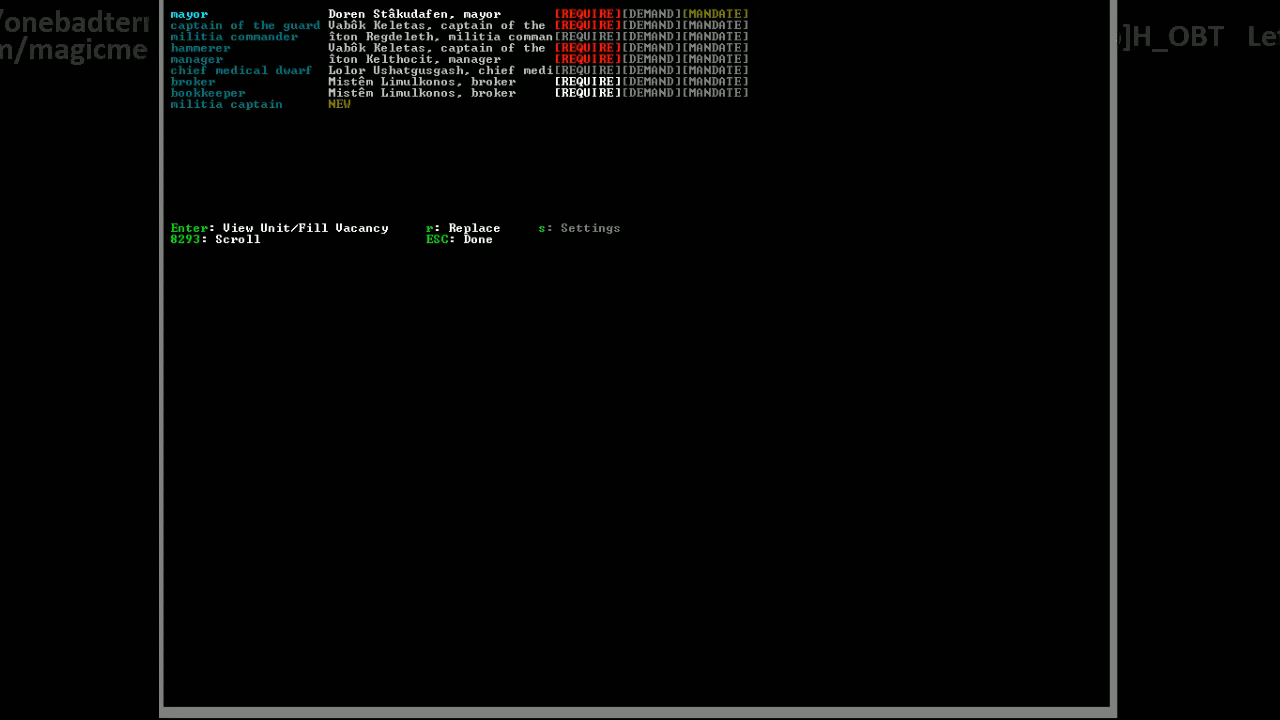 mayor Doren Stâkudafen, mayor [REQUIRE][DEMAND][MANDATE]
captain of the guard Vabôk Keletas, captain of the [REQUIRE][DEMAND][MANDATE]
militia commander îton Regdeleth, militia comman[REQUIRE][DEMAND][MANDATE]
hammerer Vabôk Keletas, captain of the [REQUIRE][DEMAND][MANDATE]
manager îton Kelthocit, manager [REQUIRE][DEMAND][MANDATE]
chief medical dwarf Lolor Ushatgusgash, chief medi[REQUIRE][DEMAND][MANDATE]
broker Mistêm Limulkonos, broker [REQUIRE][DEMAND][MANDATE]
bookkeeper Mistêm Limulkonos, broker [REQUIRE][DEMAND][MANDATE]
militia captain NEW
Enter: View Unit/Fill Vacancy r: Replace s: Settings
8293: Scroll ESC: Done
/onebadterr
m/magicme
]H_OBT Let